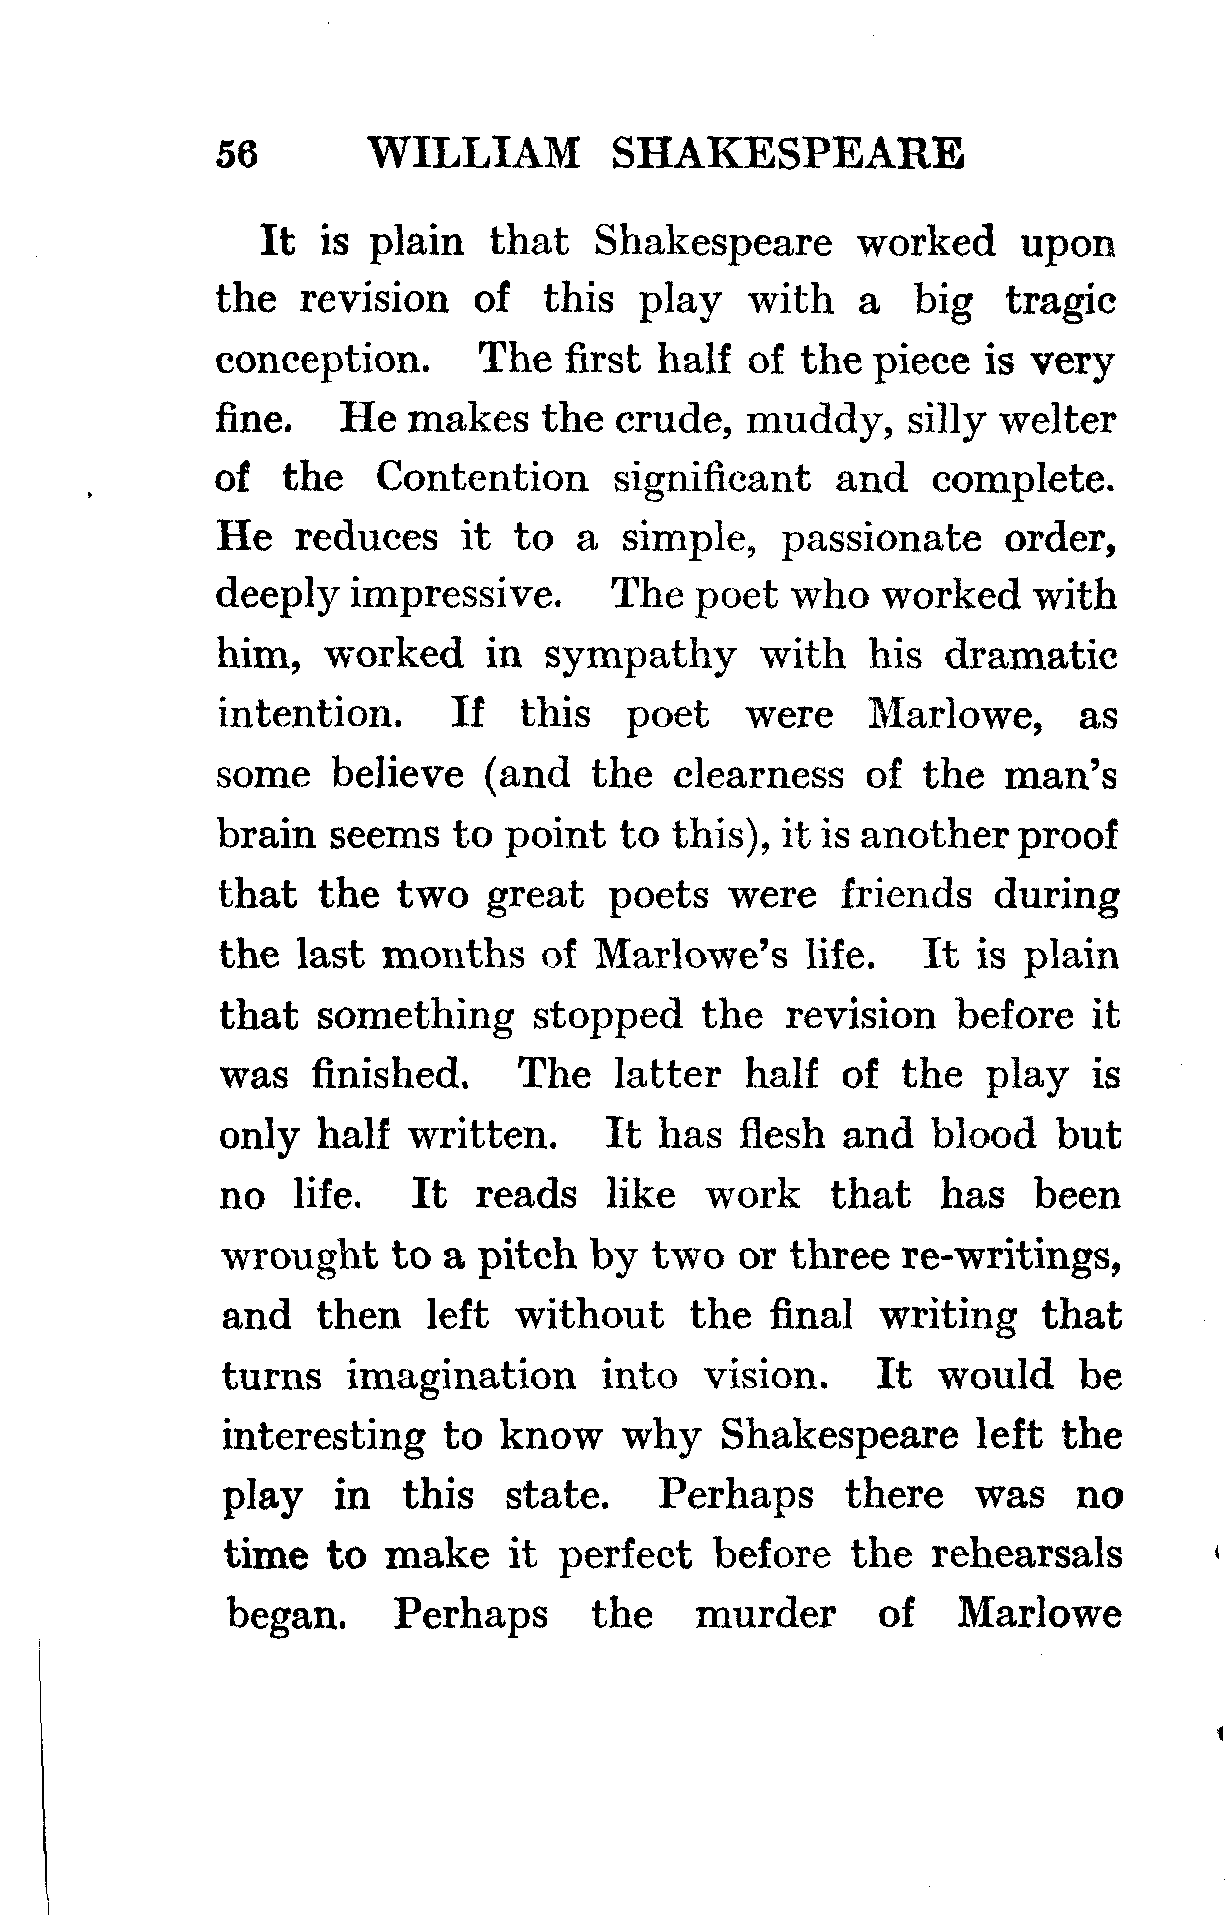 56 WILLIAM SHAKESPEARE
It is plain that Shakespeare worked upon
the revision of this play with a big tragic
conception. The first half of the piece is very
fine. He makes the crude, muddy, silly welter
of the Contention significant and complete.
He reduces it to a simple, passionate order,
deeply impressive. The poet who worked with
him, worked in sympathy with his dramatic
intention. If this poet were Marlowe, as
some believe (and the clearness of the man's
brain seems to point to this), it is another proof
that the two great poets were friends during
the last months of Marlowe's life. It is plain
that something stopped the revision before it
was finished. The latter half of the play is
only half written. It has flesh and blood but
no life. It reads like work that has been
wrought to a pitch by two or three re-writings,
and then left without the final writing that
turns imagination into vision. It would be
interesting to know why Shakespeare left the
play in this state. Perhaps there was no
time to make it perfect before the rehearsals
began. Perhaps the murder of Marlowe